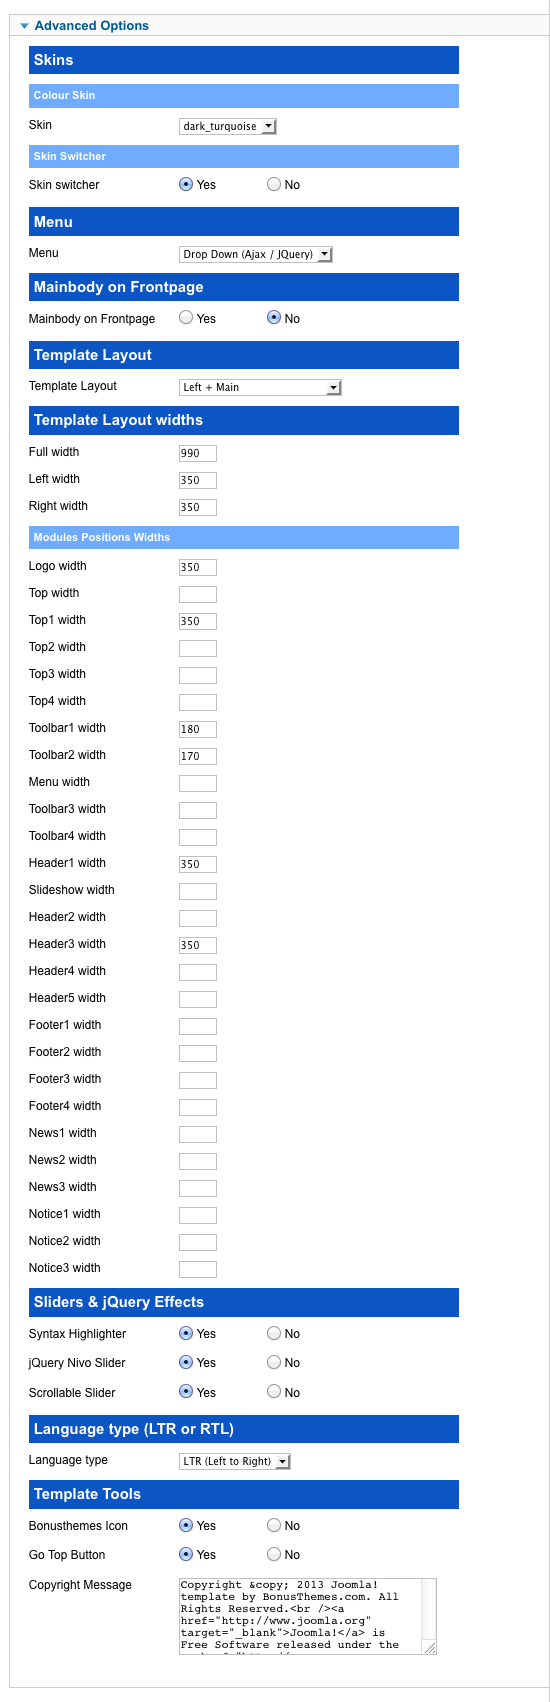 Advanced Options
Skins
Colour Skin
Skin dark_turquoise
Skin Switcher
Skin switcher Yes No
Menu
Menu Drop Down (Ajax / JQuery)
Mainbody on Frontpage
Mainbody on Frontpage Yes No
Template Layout
Template Layout Left + Main
Template Layout widths
Full width 990
Left width 350
Right width 350
Modules Positions Widths
Logo width 350
Top width
Top1 width 350
Top2 width
Top3 width
Top4 width
Toolbar1 width 180
Toolbar2 width 170
Menu width
Toolbar3 width
Toolbar4 width
Header1 width 350
Slideshow width
Header2 width
Header3 width 350
Header4 width
Header5 width
Footer1 width
Footer2 width
Footer3 width
Footer4 width
News1 width
News2 width
News3 width
Notice1 width
Notice2 width
Notice3 width
Sliders & jQuery Effects
Syntax Highlighter Yes No
jQuery Nivo Slider Yes No
Scrollable Slider Yes No
Language type (LTR or RTL)
Language type LTR (Left to Right)
Template Tools
Bonusthemes Icon Yes No
Go Top Button Yes No
Copyright Message Copyright &copy; 2013 Joomla!
template by BonusThemes.com. All
Rights Reserved.<br /><a
href="http://www.joomla.org"
target="_blank">Joomla!</a> is
Free Software released under the